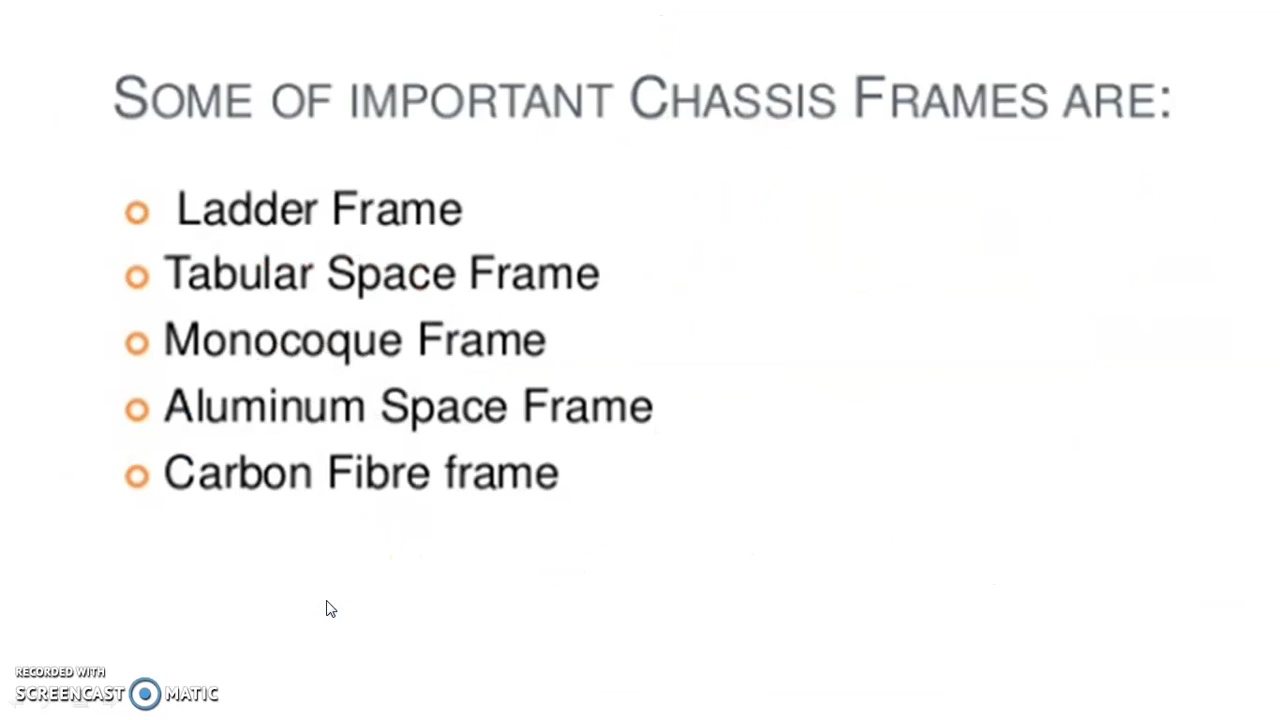 SOME OF IMPORTANT CHASSIS FRAMES ARE:
Ladder Frame
Tabular Space Frame
Monocoque Frame
Aluminum Space Frame
Carbon Fibre frame
RECORDED WITH
SCREENCAST MATIC